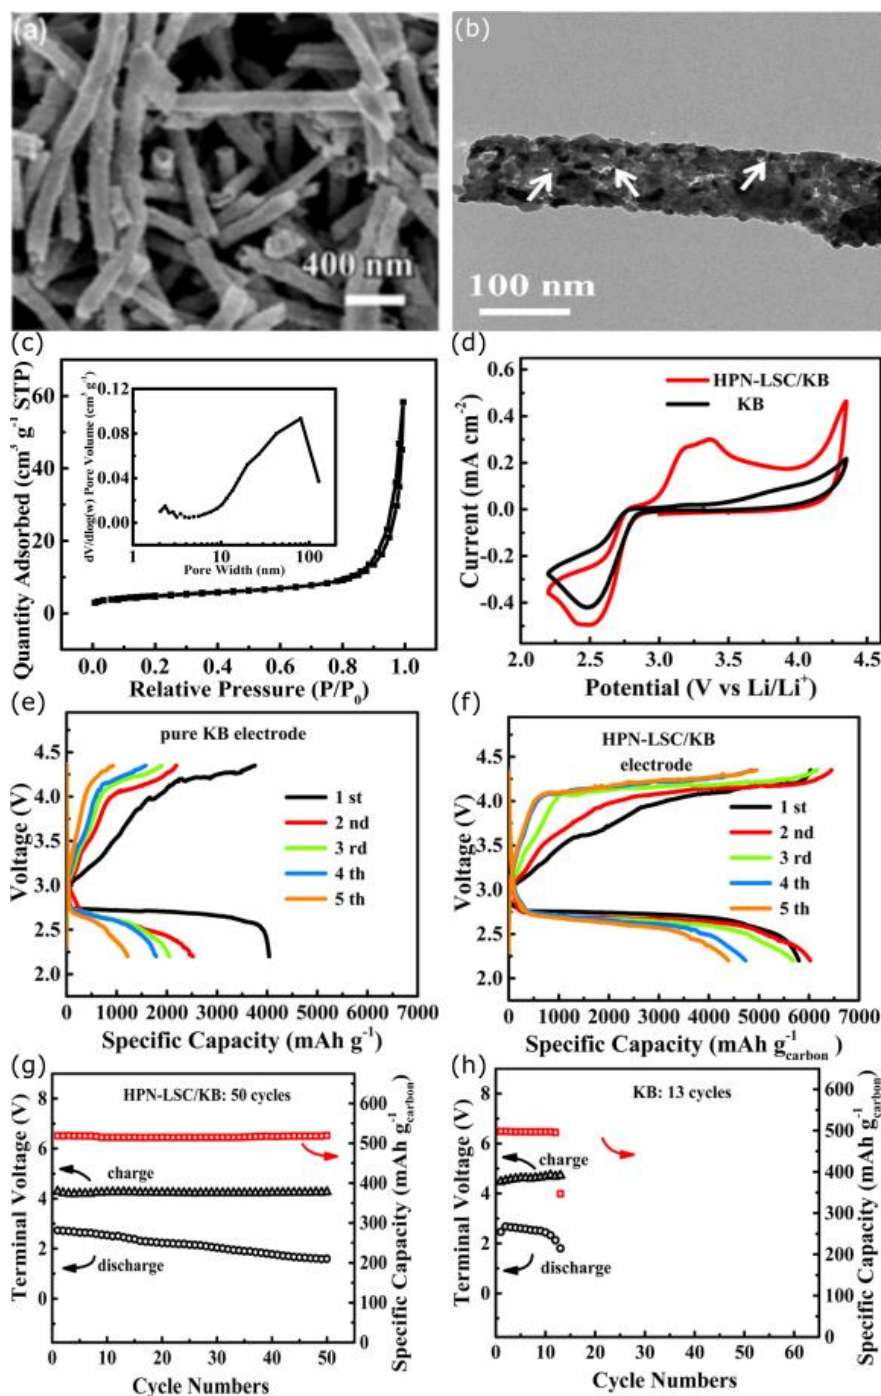 (a)
400 nm
(b)
100 nm
(c)
Quantity Adsorbed (cm³ g⁻¹ STP)
60
40
20
0
0.0 0.2 0.4 0.6 0.8 1.0
Relative Pressure (P/P₀)
dV/dlog(w) Pore Volume (cm³ g⁻¹)
0.12
0.08
0.04
0.00
1 10 100
Pore Width (nm)
(d)
Current (mA cm⁻²)
0.6
0.4
0.2
0.0
-0.2
-0.4
HPN-LSC/KB
KB
2.0 2.5 3.0 3.5 4.0 4.5
Potential (V vs Li/Li⁺)
(e)
pure KB electrode
Voltage (V)
4.5
4.0
3.5
3.0
2.5
2.0
1 st
2 nd
3 rd
4 th
5 th
0 1000 2000 3000 4000 5000 6000 7000
Specific Capacity (mAh g⁻¹)
(f)
HPN-LSC/KB
electrode
Voltage (V)
4.5
4.0
3.5
3.0
2.5
2.0
1 st
2 nd
3 rd
4 th
5 th
0 1000 2000 3000 4000 5000 6000 7000
Specific Capacity (mAh g⁻¹carbon)
(g)
HPN-LSC/KB: 50 cycles
Terminal Voltage (V)
8
6
4
2
0
charge
discharge
600
500
400
300
200
100
0
Specific Capacity (mAh g⁻¹carbon)
0 10 20 30 40 50
Cycle Numbers
(h)
KB: 13 cycles
Terminal Voltage (V)
8
6
4
2
0
charge
discharge
600
500
400
300
200
100
0
Specific Capacity (mAh g⁻¹carbon)
0 10 20 30 40 50 60
Cycle Numbers